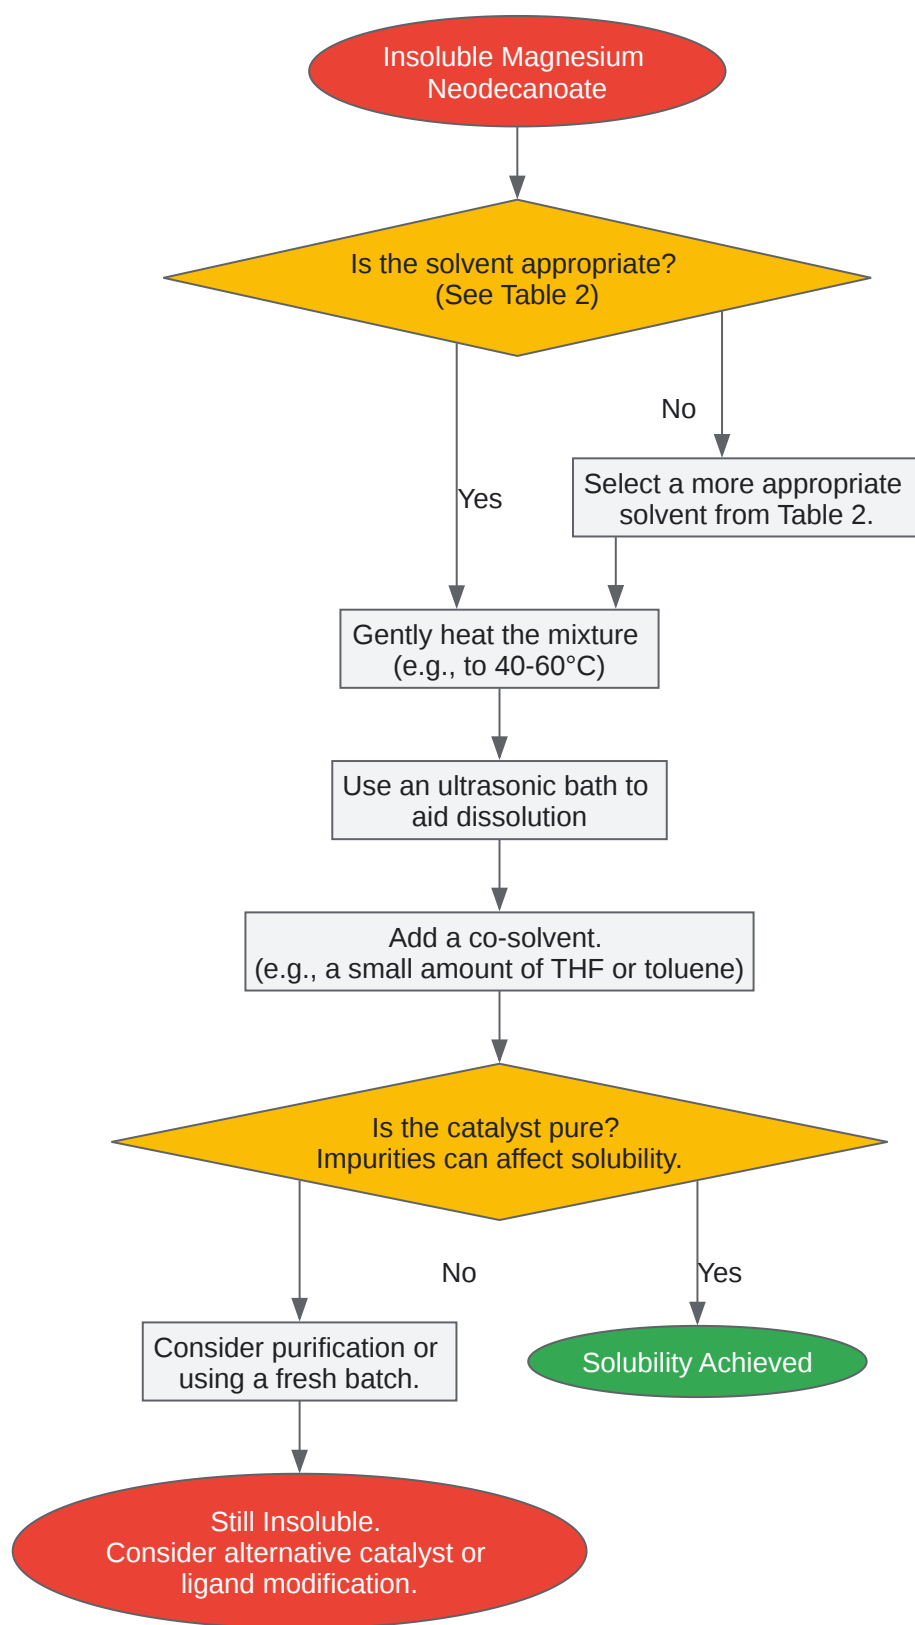 Insoluble Magnesium
Neodecanoate
Is the solvent appropriate?
(See Table 2)
No
Select a more appropriate
solvent from Table 2.
Yes
Gently heat the mixture
(e.g., to 40-60°C)
Use an ultrasonic bath to
aid dissolution
Add a co-solvent.
(e.g., a small amount of THF or toluene)
Is the catalyst pure?
Impurities can affect solubility.
No
Yes
Consider purification or
using a fresh batch.
Solubility Achieved
Still Insoluble.
Consider alternative catalyst or
ligand modification.